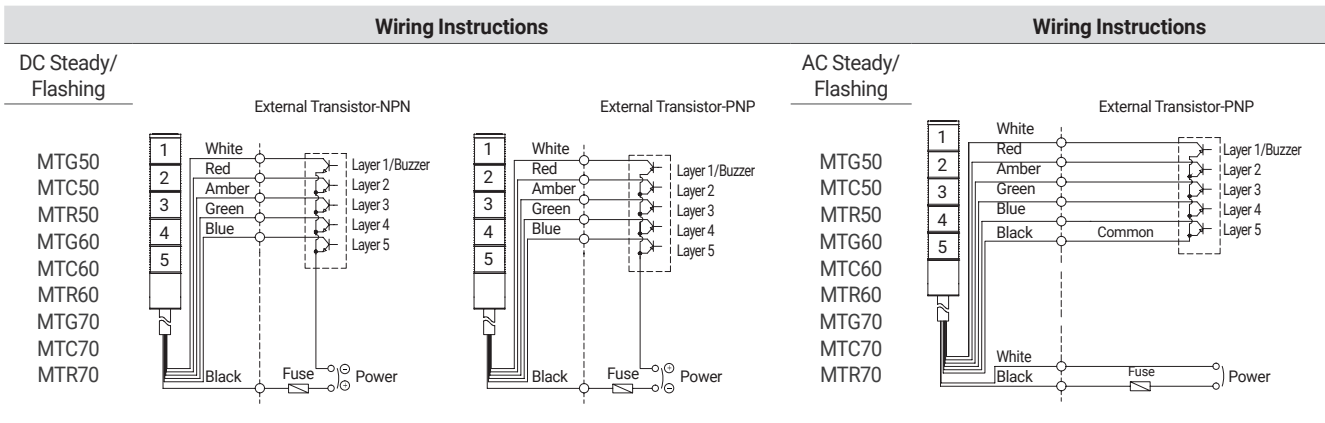 Wiring Instructions
DC Steady/
Flashing
MTG50
MTC50
MTR50
MTG60
MTC60
MTR60
MTG70
MTC70
MTR70
External Transistor-NPN
1
2
3
4
5
White
Red
Amber
Green
Blue
Layer 1/Buzzer
Layer 2
Layer 3
Layer 4
Layer 5
Black
Fuse
⊖
⊕
Power
External Transistor-PNP
1
2
3
4
5
White
Red
Amber
Green
Blue
Layer 1/Buzzer
Layer 2
Layer 3
Layer 4
Layer 5
Black
Fuse
⊕
⊖
Power
Wiring Instructions
AC Steady/
Flashing
MTG50
MTC50
MTR50
MTG60
MTC60
MTR60
MTG70
MTC70
MTR70
External Transistor-PNP
1
2
3
4
5
White
Red
Amber
Green
Blue
Black
Common
Layer 1/Buzzer
Layer 2
Layer 3
Layer 4
Layer 5
White
Black
Fuse
Power